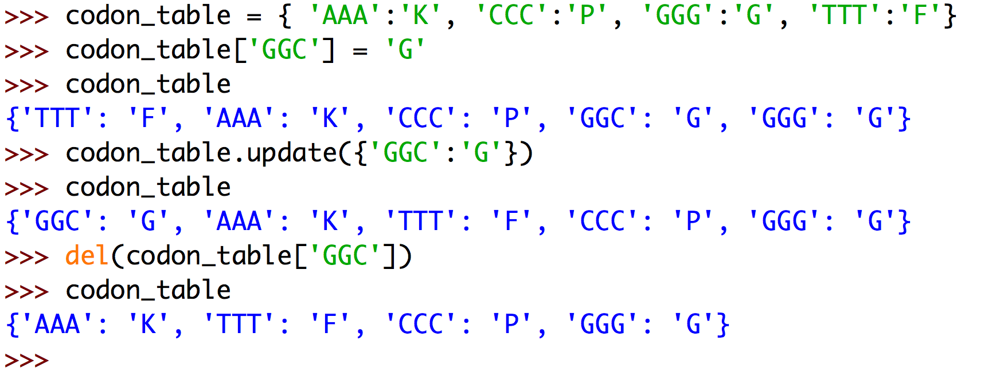 >>> codon_table = { 'AAA':'K', 'CCC':'P', 'GGG':'G', 'TTT':'F'}
>>> codon_table['GGC'] = 'G'
>>> codon_table
{'TTT': 'F', 'AAA': 'K', 'CCC': 'P', 'GGC': 'G', 'GGG': 'G'}
>>> codon_table.update({'GGC':'G'})
>>> codon_table
{'GGC': 'G', 'AAA': 'K', 'TTT': 'F', 'CCC': 'P', 'GGG': 'G'}
>>> del(codon_table['GGC'])
>>> codon_table
{'AAA': 'K', 'TTT': 'F', 'CCC': 'P', 'GGG': 'G'}
>>>